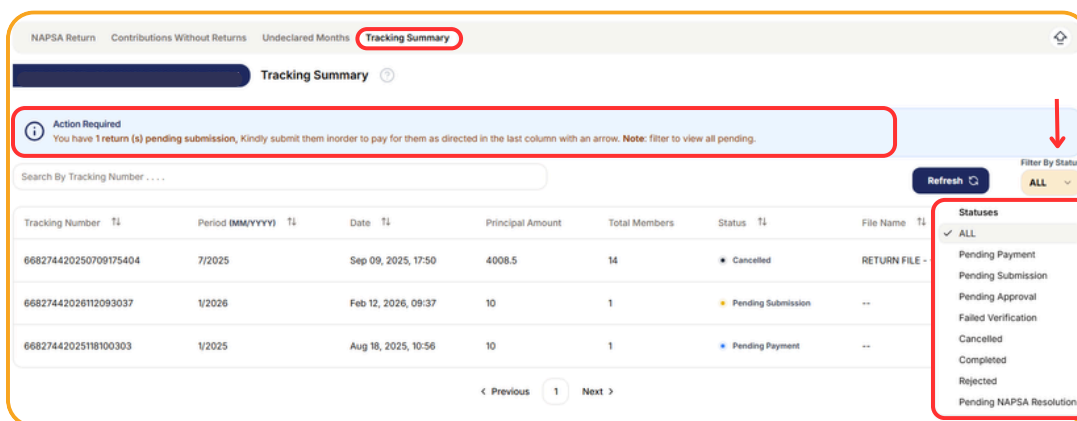 NAPSA Return Contributions Without Returns Undeclared Months Tracking Summary
Tracking Summary
Action Required
You have 1 return (s) pending submission, Kindly submit them inorder to pay for them as directed in the last column with an arrow. Note: filter to view all pending.
Filter By Statu
Search By Tracking Number . . . .
Refresh
ALL
Tracking Number Period (MM/YYYY) Date Principal Amount Total Members Status File Name
668274420250709175404 7/2025 Sep 09, 2025, 17:50 4008.5 14 Cancelled RETURN FILE -
66827442026112093037 1/2026 Feb 12, 2026, 09:37 10 1 Pending Submission --
66827442025118100303 1/2025 Aug 18, 2025, 10:56 10 1 Pending Payment --
Previous 1 Next
Statuses
ALL
Pending Payment
Pending Submission
Pending Approval
Failed Verification
Cancelled
Completed
Rejected
Pending NAPSA Resolution